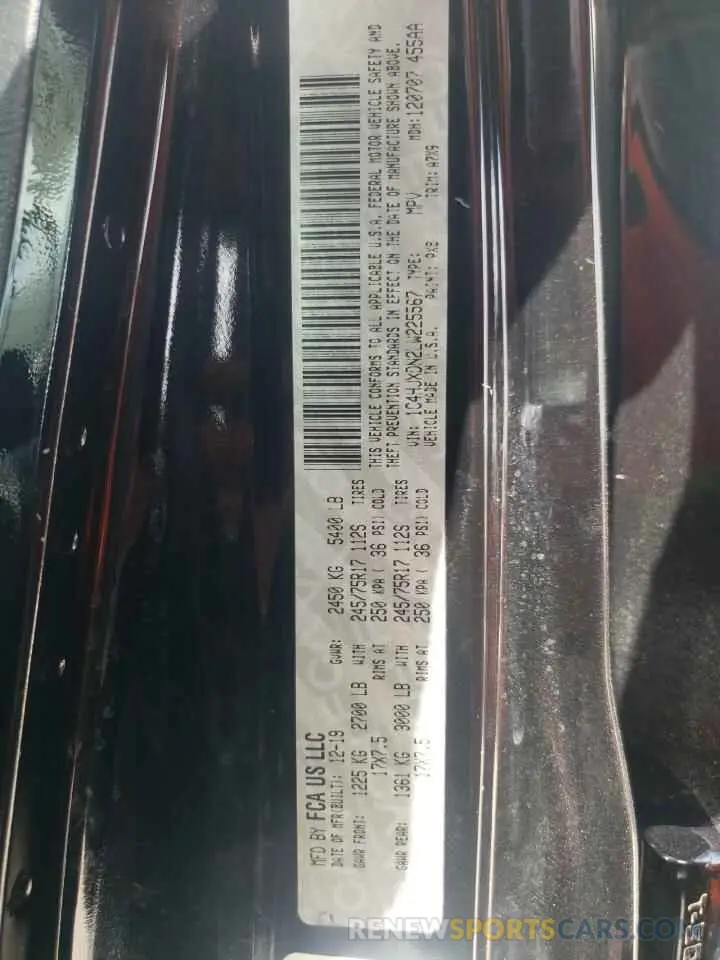 MFD BY FCA US LLC
DATE OF MFR(BUILT): 12-19 GVWR: 2450 KG 5400 LB
GAWR FRONT: 1225 KG 2700 LB WITH 245/75R17 112S TIRES
17X7.5 RIMS AT 250 KPA ( 36 PSI) COLD
GAWR REAR: 1361 KG 3000 LB WITH 245/75R17 112S TIRES
17X7.5 RIMS AT 250 KPA ( 36 PSI) COLD
THIS VEHICLE CONFORMS TO ALL APPLICABLE U.S.A. FEDERAL MOTOR VEHICLE SAFETY AND
THEFT PREVENTION STANDARDS IN EFFECT ON THE DATE OF MANUFACTURE SHOWN ABOVE.
VIN: 1C4HJXDN2LW225567 TYPE: MPV MDH: 120707 455AA
VEHICLE MADE IN U.S.A. PAINT: PX8 TRIM: A7X9
RENEWSPORTSCARS.COM